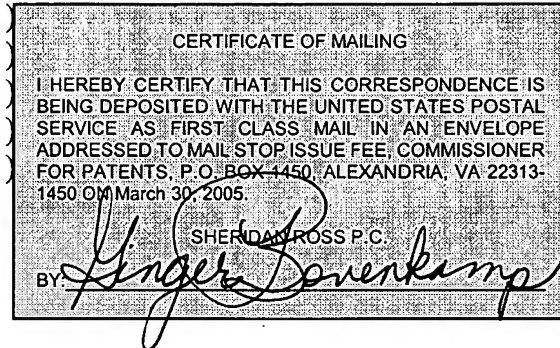 CERTIFICATE OF MAILING
I HEREBY CERTIFY THAT THIS CORRESPONDENCE IS
BEING DEPOSITED WITH THE UNITED STATES POSTAL
SERVICE AS FIRST CLASS MAIL IN AN ENVELOPE
ADDRESSED TO MAIL STOP ISSUE FEE, COMMISSIONER
FOR PATENTS, P.O. BOX 1450, ALEXANDRIA, VA 22313-
1450 ON March 30, 2005.
SHERIDAN ROSS P.C.
BY: Ginger Bovenkamp